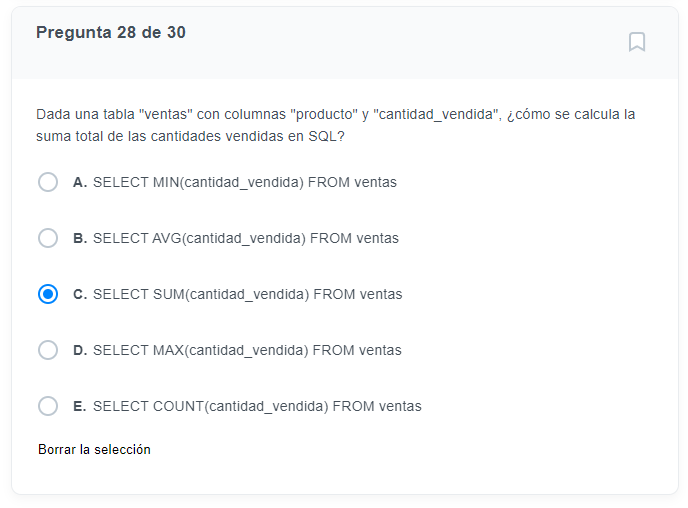 Pregunta 28 de 30
Dada una tabla "ventas" con columnas "producto" y "cantidad_vendida", ¿cómo se calcula la
suma total de las cantidades vendidas en SQL?
A. SELECT MIN(cantidad_vendida) FROM ventas
B. SELECT AVG(cantidad_vendida) FROM ventas
C. SELECT SUM(cantidad_vendida) FROM ventas
D. SELECT MAX(cantidad_vendida) FROM ventas
E. SELECT COUNT(cantidad_vendida) FROM ventas
Borrar la selección